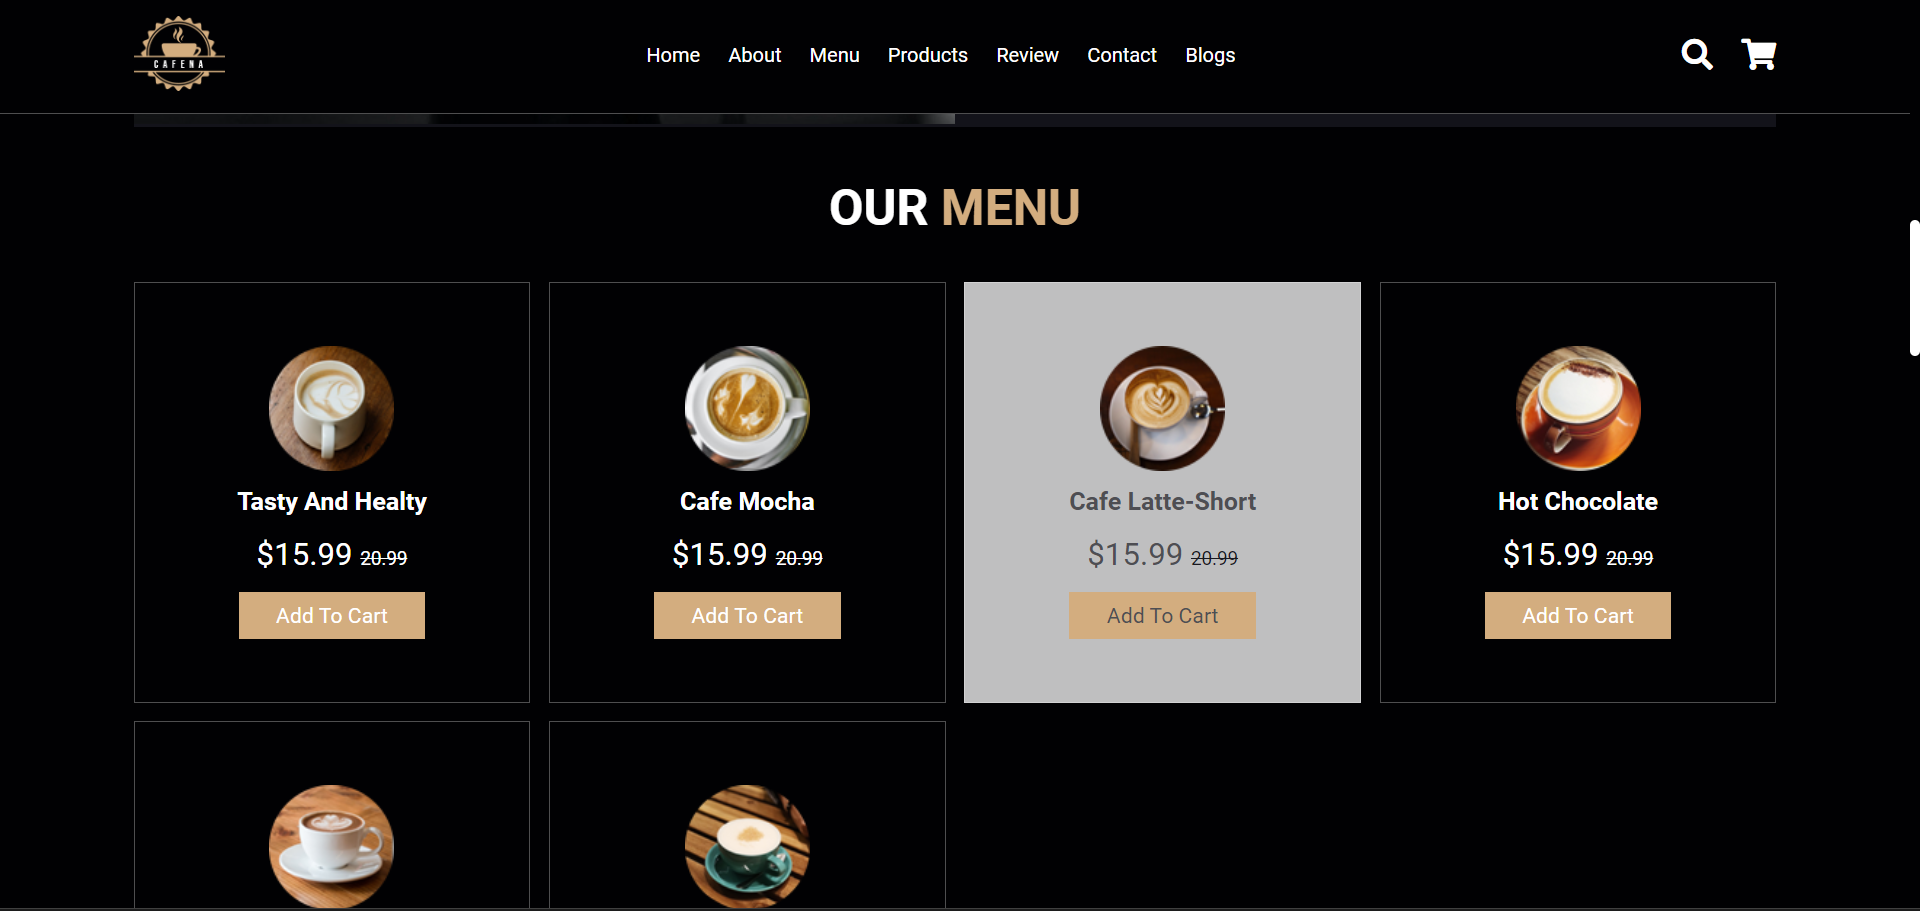 CAFENA
Home About Menu Products Review Contact Blogs
OUR MENU
Tasty And Healty
$15.99 20.99
Add To Cart
Cafe Mocha
$15.99 20.99
Add To Cart
Cafe Latte-Short
$15.99 20.99
Add To Cart
Hot Chocolate
$15.99 20.99
Add To Cart